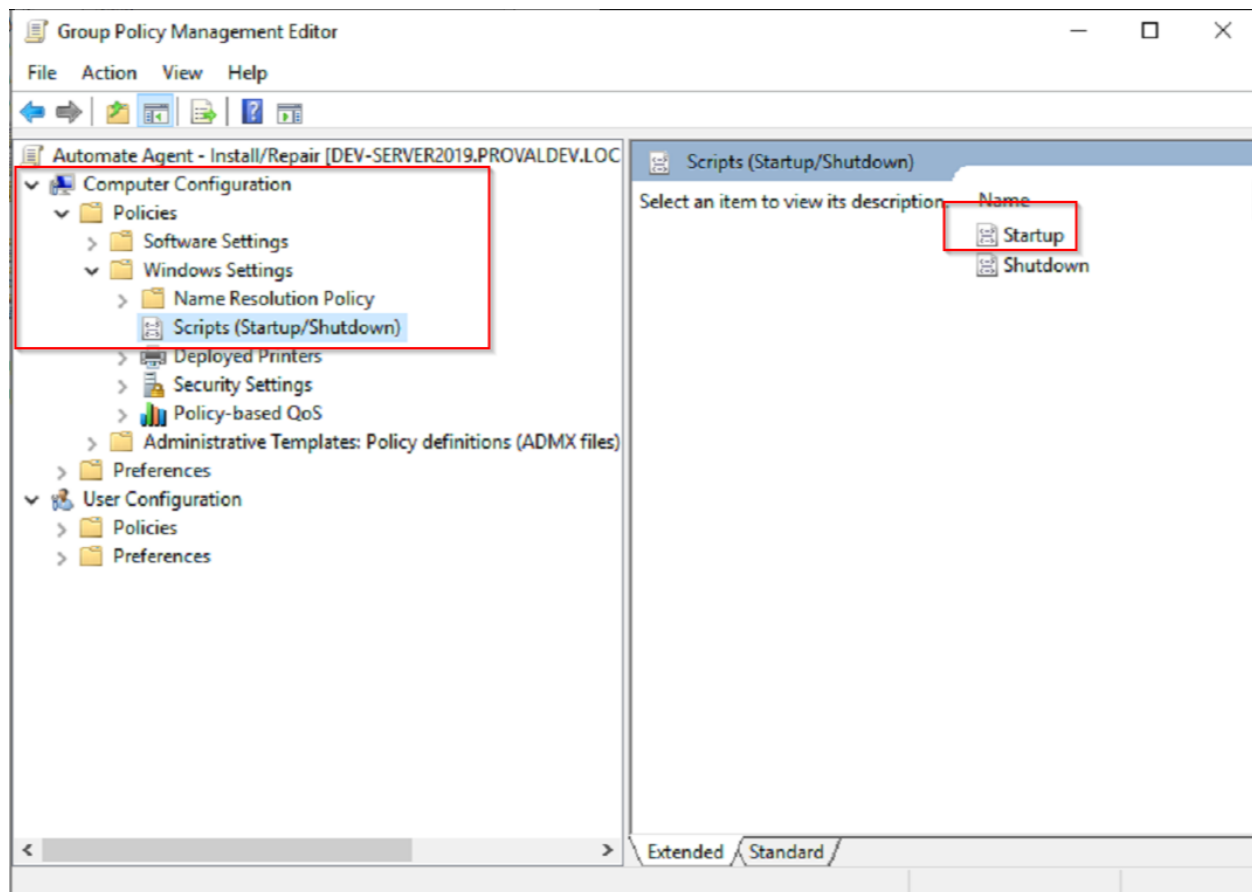 Group Policy Management Editor
File Action View Help
Automate Agent - Install/Repair [DEV-SERVER2019.PROVALDEV.LOC
Computer Configuration
Policies
Software Settings
Windows Settings
Name Resolution Policy
Scripts (Startup/Shutdown)
Deployed Printers
Security Settings
Policy-based QoS
Administrative Templates: Policy definitions (ADMX files)
Preferences
User Configuration
Policies
Preferences
Scripts (Startup/Shutdown)
Select an item to view its description.
Name
Startup
Shutdown
Extended Standard